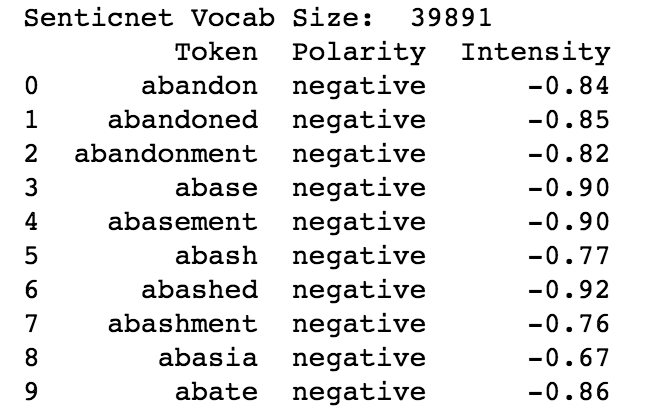 Senticnet Vocab Size:  39891
Token  Polarity  Intensity
0 abandon negative -0.84
1 abandoned negative -0.85
2 abandonment negative -0.82
3 abase negative -0.90
4 abasement negative -0.90
5 abash negative -0.77
6 abashed negative -0.92
7 abashment negative -0.76
8 abasia negative -0.67
9 abate negative -0.86